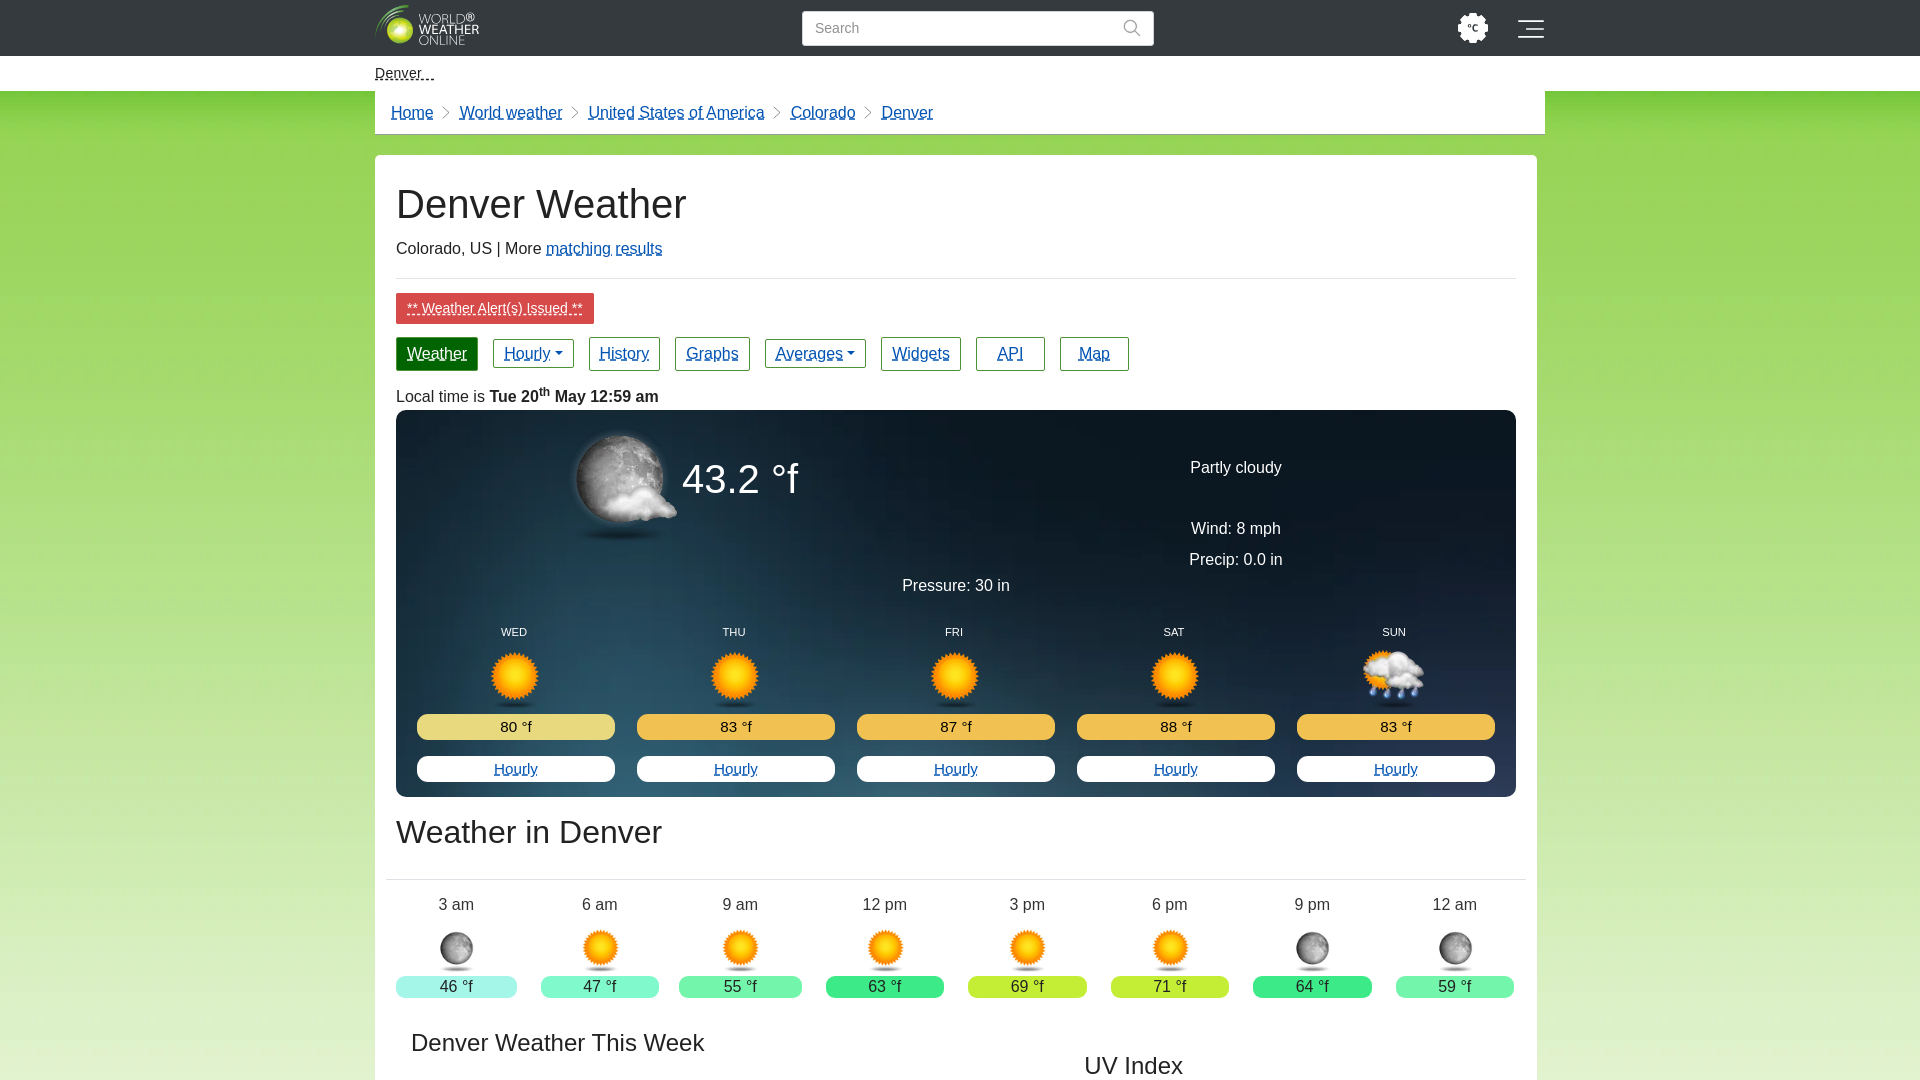 WORLD®
WEATHER
ONLINE
Search
°C
Denver
Home
World weather
United States of America
Colorado
Denver
Denver Weather
Colorado, US | More matching results
** Weather Alert(s) Issued **
Weather
Hourly
History
Graphs
Averages
Widgets
API
Map
Local time is Tue 20th May 12:59 am
43.2 °f
Partly cloudy
Wind: 8 mph
Precip: 0.0 in
Pressure: 30 in
WED THU FRI SAT SUN
80 °f 83 °f 87 °f 88 °f 83 °f
Hourly Hourly Hourly Hourly Hourly
Weather in Denver
3 am 6 am 9 am 12 pm 3 pm 6 pm 9 pm 12 am
46 °f 47 °f 55 °f 63 °f 69 °f 71 °f 64 °f 59 °f
Denver Weather This Week
UV Index